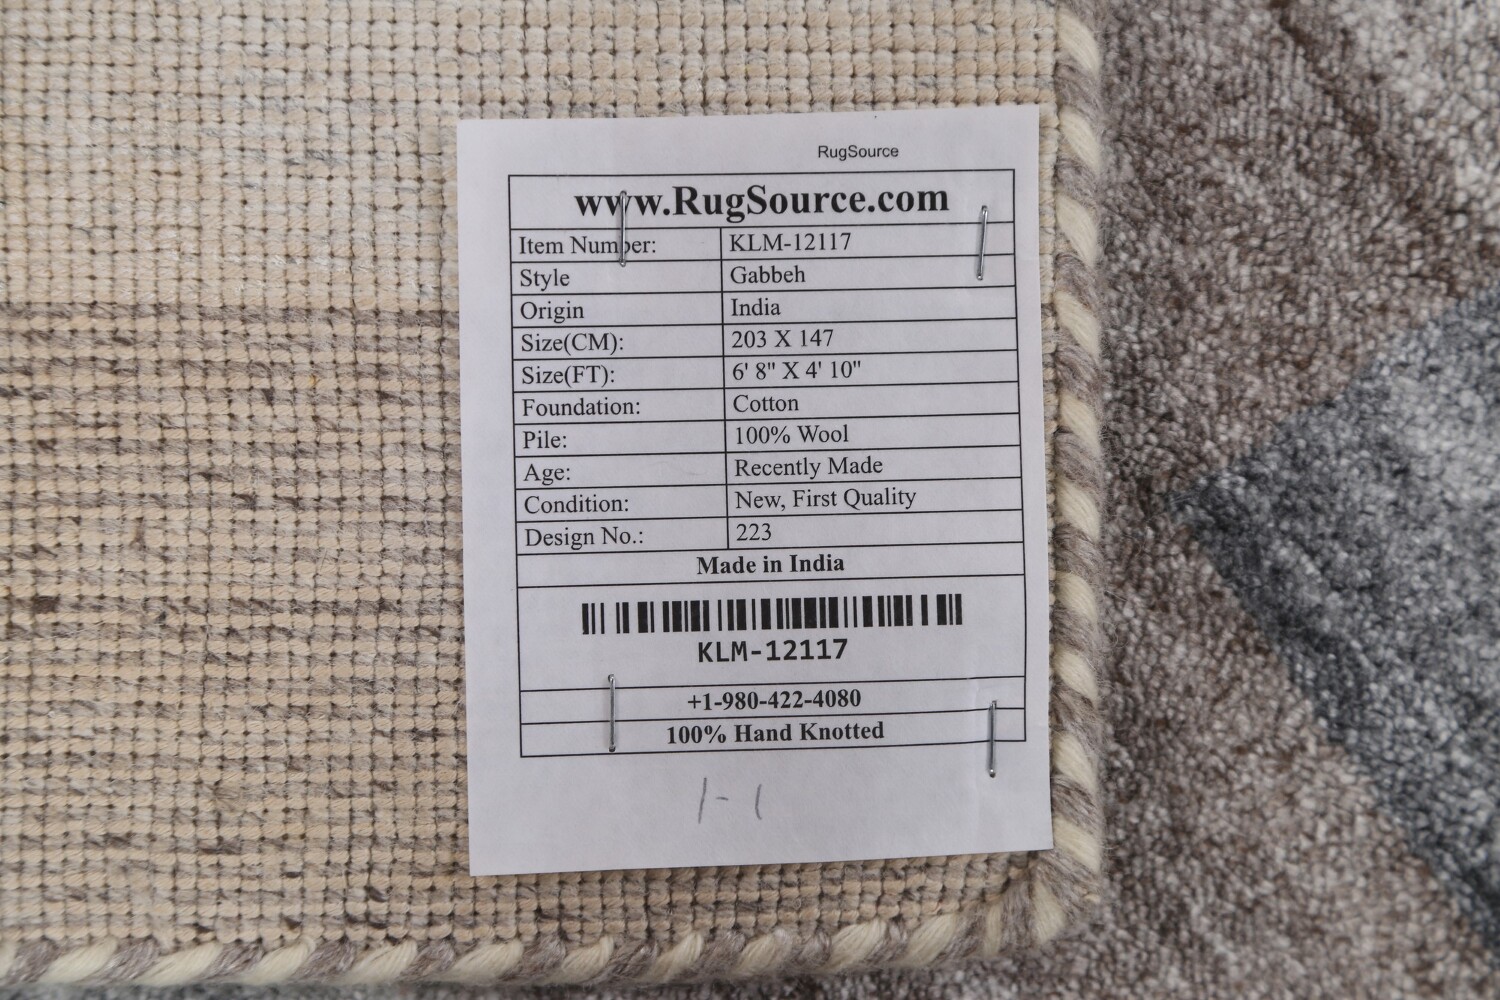 RugSource
www.RugSource.com
Item Number: KLM-12117
Style Gabbeh
Origin India
Size(CM): 203 X 147
Size(FT): 6' 8" X 4' 10"
Foundation: Cotton
Pile: 100% Wool
Age: Recently Made
Condition: New, First Quality
Design No.: 223
Made in India
KLM-12117
+1-980-422-4080
100% Hand Knotted
1-1